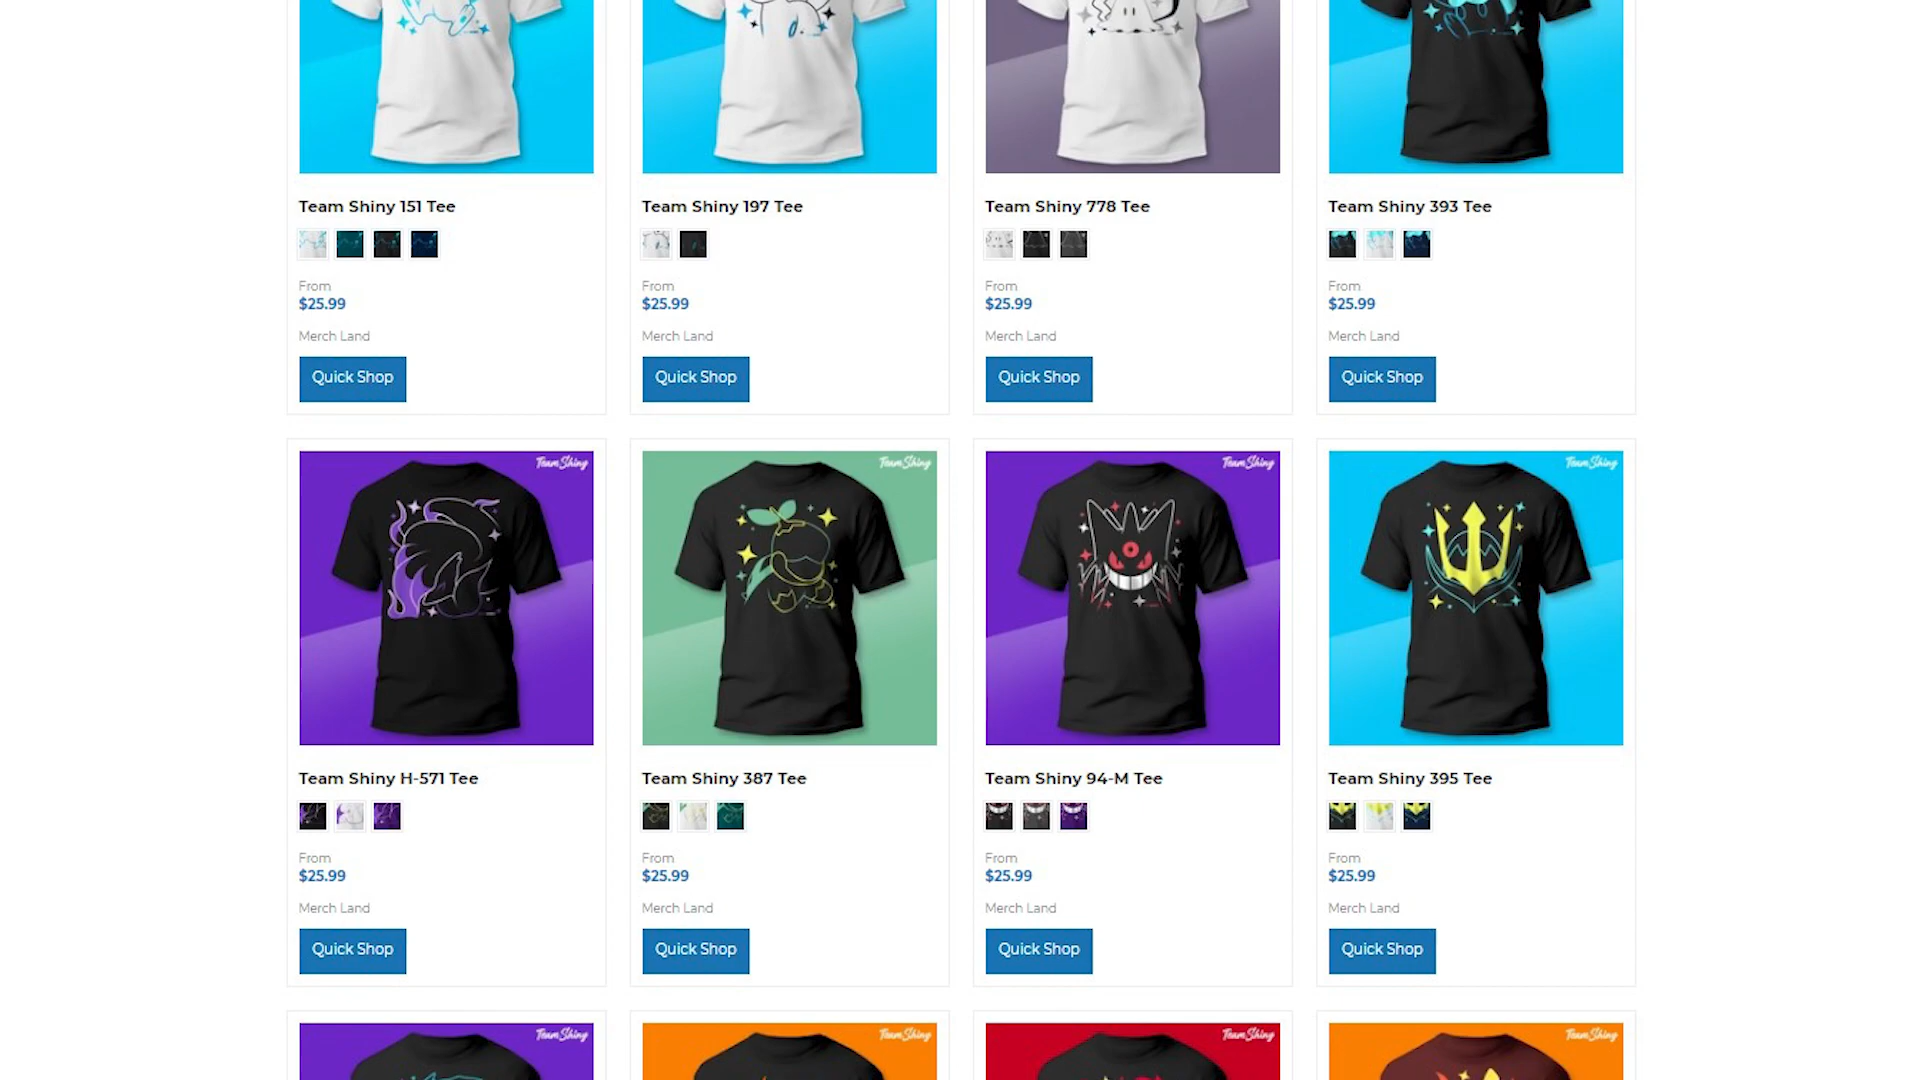 Team Shiny 151 Tee
Team Shiny 197 Tee
Team Shiny 778 Tee
Team Shiny 393 Tee
From
From
From
From
$25.99
$25.99
$25.99
$25.99
Merch Land
Merch Land
Merch Land
Merch Land
Quick Shop
Quick Shop
Quick Shop
Quick Shop
Team Shiny
Team Shiny
Team Shiny
Team Shiny
Team Shiny H-571 Tee
Team Shiny 387 Tee
Team Shiny 94-M Tee
Team Shiny 395 Tee
From
From
From
From
$25.99
$25.99
$25.99
$25.99
Merch Land
Merch Land
Merch Land
Merch Land
Quick Shop
Quick Shop
Quick Shop
Quick Shop
Team Shiny
Team Shiny
Team Shiny
Team Shiny